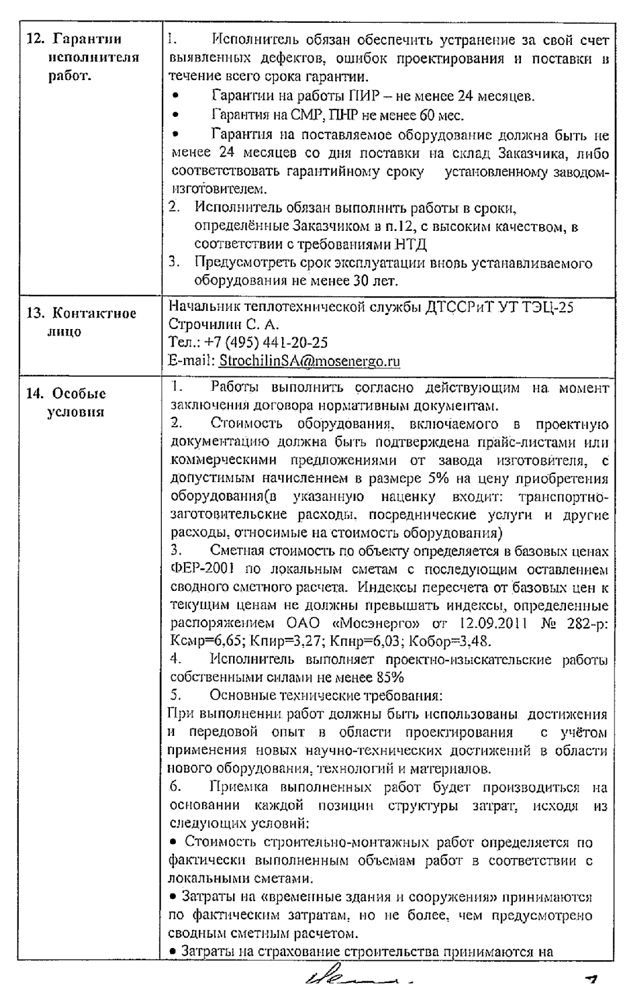 12. Гарантии
исполнителя
работ.
1. Исполнитель обязан обеспечить устранение за свой счет
выявленных дефектов, ошибок проектирования и поставки в
течение всего срока гарантии.
• Гарантии на работы ПИР – не менее 24 месяцев.
• Гарантия на СМР, ПНР не менее 60 мес.
• Гарантия на поставляемое оборудование должна быть не
менее 24 месяцев со дня поставки на склад Заказчика, либо
соответствовать гарантийному сроку установленному заводом-
изготовителем.
2. Исполнитель обязан выполнить работы в сроки,
определённые Заказчиком в п.12, с высоким качеством, в
соответствии с требованиями НТД
3. Предусмотреть срок эксплуатации вновь устанавливаемого
оборудования не менее 30 лет.
13. Контактное
лицо
Начальник теплотехнической службы ДТССРиТ УТ ТЭЦ-25
Строчилин С. А.
Тел.: +7 (495) 441-20-25
E-mail: StrochilinSA@mosenergo.ru
14. Особые
условия
1. Работы выполнить согласно действующим на момент
заключения договора нормативным документам.
2. Стоимость оборудования, включаемого в проектную
документацию должна быть подтверждена прайс-листами или
коммерческими предложениями от завода изготовителя, с
допустимым начислением в размере 5% на цену приобретения
оборудования(в указанную наценку входит: транспортно-
заготовительские расходы, посреднические услуги и другие
расходы, относимые на стоимость оборудования)
3. Сметная стоимость по объекту определяется в базовых ценах
ФЕР-2001 по локальным сметам с последующим оставлением
сводного сметного расчета. Индексы пересчета от базовых цен к
текущим ценам не должны превышать индексы, определенные
распоряжением ОАО «Мосэнерго» от 12.09.2011 № 282-р:
Ксмр=6,65; Кпир=3,27; Кпнр=6,03; Кобор=3,48.
4. Исполнитель выполняет проектно-изыскательские работы
собственными силами не менее 85%
5. Основные технические требования:
При выполнении работ должны быть использованы достижения
и передовой опыт в области проектирования с учётом
применения новых научно-технических достижений в области
нового оборудования, технологий и материалов.
6. Приемка выполненных работ будет производиться на
основании каждой позиции структуры затрат, исходя из
следующих условий:
• Стоимость строительно-монтажных работ определяется по
фактически выполненным объемам работ в соответствии с
локальными сметами.
• Затраты на «временные здания и сооружения» принимаются
по фактическим затратам, но не более, чем предусмотрено
сводным сметным расчетом.
• Затраты на страхование строительства принимаются на